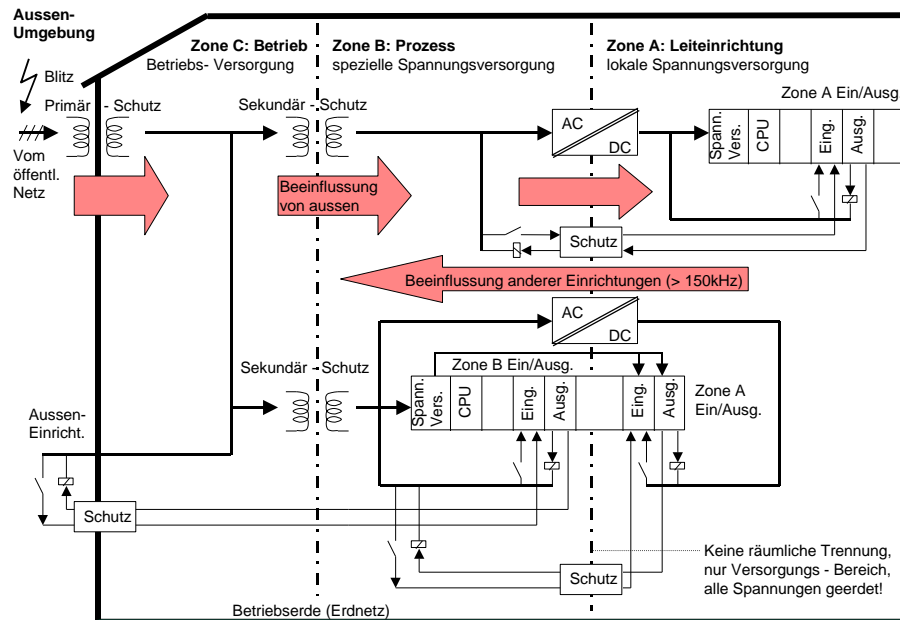 Aussen-
Umgebung
Zone C: Betrieb
Betriebs- Versorgung
Zone B: Prozess
spezielle Spannungsversorgung
Zone A: Leiteinrichtung
lokale Spannungsversorgung
Blitz
Primär - Schutz
Sekundär - Schutz
Zone A Ein/Ausg.
AC
DC
Spann.
Vers.
CPU
Eing.
Ausg.
Vom
öffentl.
Netz
Beeinflussung
von aussen
Schutz
Beeinflussung anderer Einrichtungen (> 150kHz)
AC
DC
Sekundär - Schutz
Zone B Ein/Ausg.
Spann.
Vers.
CPU
Eing.
Ausg.
Eing.
Ausg.
Zone A
Ein/Ausg.
Aussen-
Einricht.
Schutz
Schutz
Keine räumliche Trennung,
nur Versorgungs - Bereich,
alle Spannungen geerdet!
Betriebserde (Erdnetz)